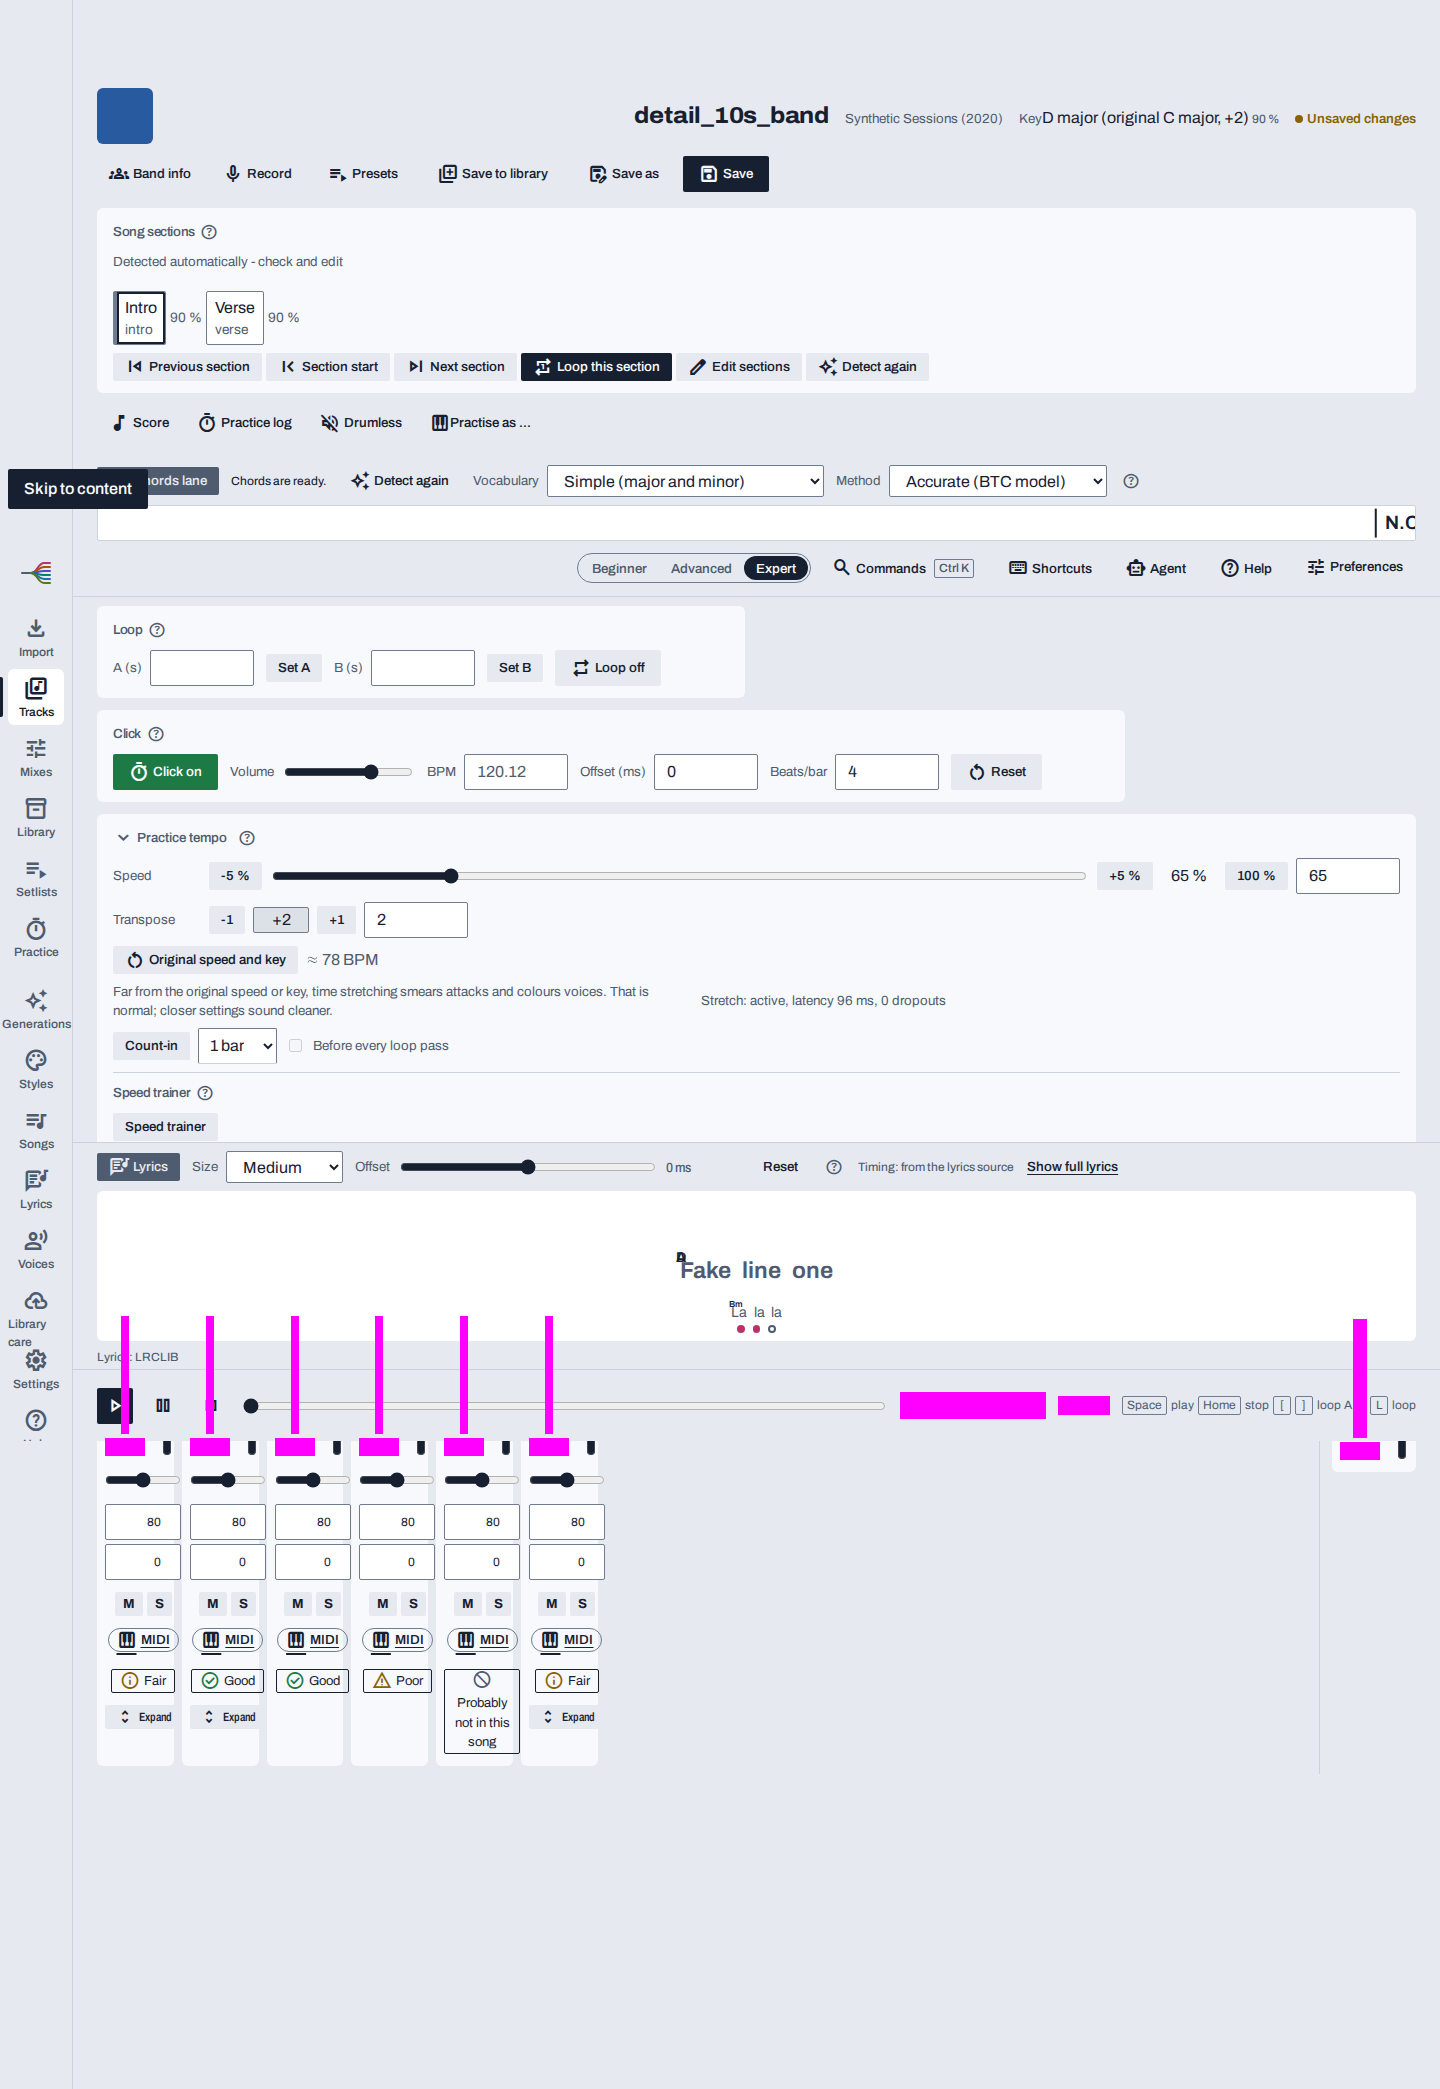 detail_10s_band Synthetic Sessions (2020) Key D major (original C major, +2) 90 % Unsaved changes
Band info Record Presets Save to library Save as Save
Song sections
Detected automatically - check and edit
Intro
intro
90 %
Verse
verse
90 %
Previous section Section start Next section Loop this section Edit sections Detect again
Score Practice log Drumless Practise as ...
Skip to content
lane Chords are ready. Detect again Vocabulary Simple (major and minor) Method Accurate (BTC model)
Beginner Advanced Expert Commands Ctrl K Shortcuts Agent Help Preferences
Import
Tracks
Mixes
Library
Setlists
Practice
Generations
Styles
Songs
Lyrics
Voices
Library
care
Settings
Loop
A (s) Set A B (s) Set B Loop off
Click
Click on Volume BPM 120.12 Offset (ms) 0 Beats/bar 4 Reset
Practice tempo
Speed -5 % +5 % 65 % 100 % 65
Transpose -1 +2 +1 2
Original speed and key ≈ 78 BPM
Far from the original speed or key, time stretching smears attacks and colours voices. That is
normal; closer settings sound cleaner.
Stretch: active, latency 96 ms, 0 dropouts
Count-in 1 bar Before every loop pass
Speed trainer
Speed trainer
Lyrics Size Medium Offset 0 ms Reset Timing: from the lyrics source Show full lyrics
Fake line one
Bm
La la la
LRCLIB
Space play Home stop [ ] loop L loop
80 80 80 80 80 80
0 0 0 0 0 0
M S M S M S M S M S M S
MIDI MIDI MIDI MIDI MIDI MIDI
Fair Good Good Poor Probably not in this song Fair
Expand Expand Expand